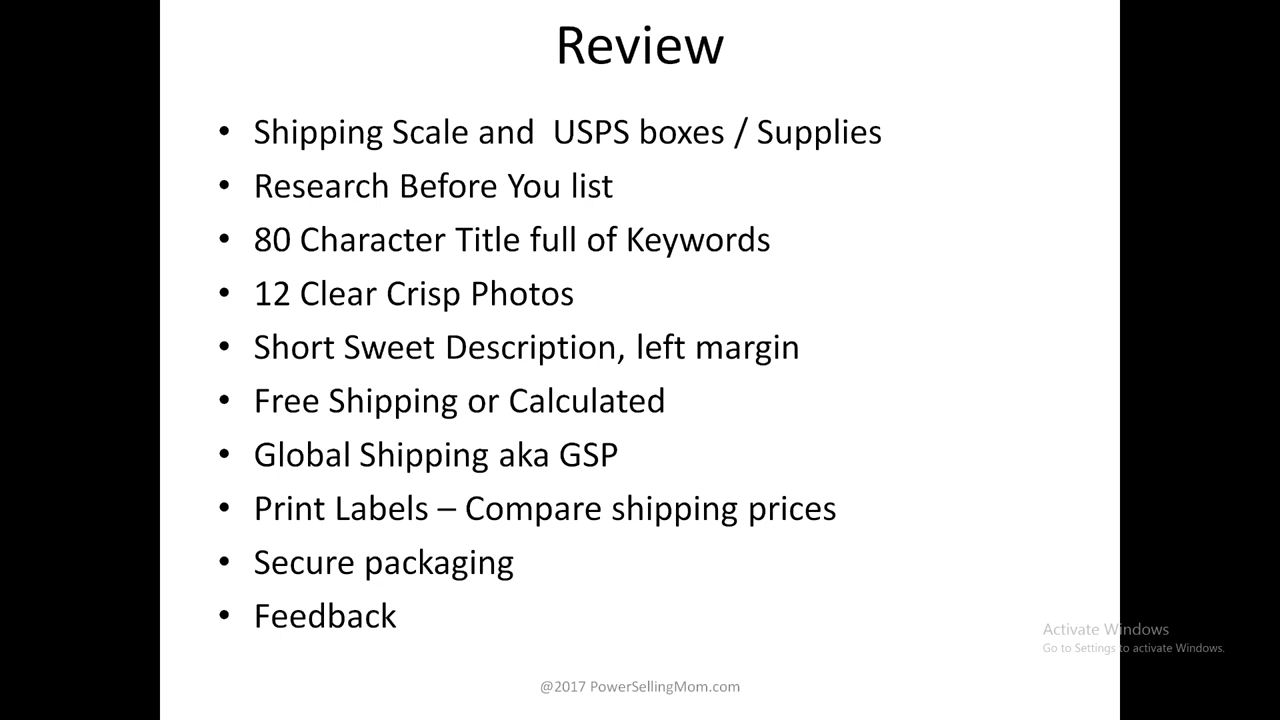 Review
• Shipping Scale and  USPS boxes / Supplies
• Research Before You list
• 80 Character Title full of Keywords
• 12 Clear Crisp Photos
• Short Sweet Description, left margin
• Free Shipping or Calculated
• Global Shipping aka GSP
• Print Labels – Compare shipping prices
• Secure packaging
• Feedback
Activate Windows
Go to Settings to activate Windows.
@2017 PowerSellingMom.com